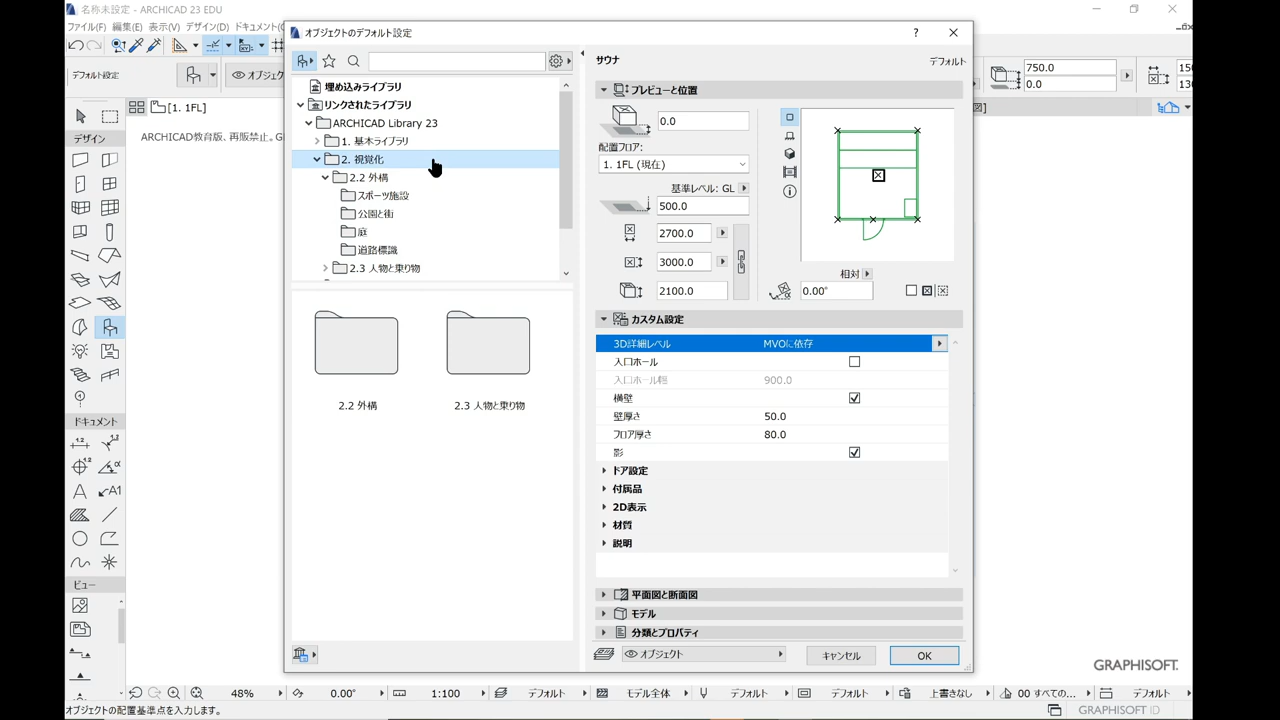 名称未設定 - ARCHICAD 23 EDU
ファイル(F) 編集(E) 表示(V) デザイン(D) ドキュメント(
デフォルト設定
オブジェク
[1. 1FL]
ARCHICAD教育版、再販禁止。G
デザイン
ドキュメント
ビュー
オブジェクトのデフォルト設定
?
埋め込みライブラリ
リンクされたライブラリ
ARCHICAD Library 23
1. 基本ライブラリ
2. 視覚化
2.2 外構
スポーツ施設
公園と街
庭
道路標識
2.3 人物と乗り物
2.2 外構
2.3 人物と乗り物
サウナ
デフォルト
プレビューと位置
0.0
配置フロア:
1. 1FL (現在)
基準レベル: GL
500.0
2700.0
3000.0
2100.0
相対
0.00°
カスタム設定
3D詳細レベル MVOに依存
入口ホール
入口ホール幅 900.0
横壁
壁厚さ 50.0
フロア厚さ 80.0
影
ドア設定
付属品
2D表示
材質
説明
平面図と断面図
モデル
分類とプロパティ
オブジェクト
キャンセル
OK
750.0
0.0
150
130
GRAPHISOFT.
48%
0.00°
1:100
デフォルト
モデル全体
デフォルト
デフォルト
上書きなし
00 すべての...
デフォルト
オブジェクトの配置基準点を入力します。
GRAPHISOFT ID